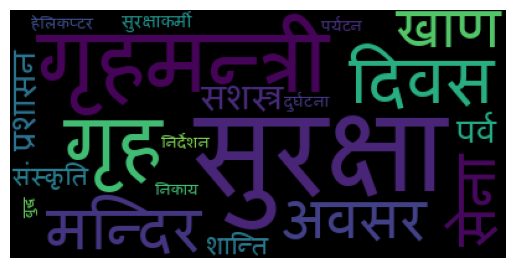 हेलिकप्टर
सुरक्षाकर्मी
पर्यटन
खाण
गृहमन्त्री
दिवस
प्रशासन
सशस्त्र
दुर्घटना
गृह
सुरक्षा
पर्व
निर्देशन
संस्कृति
निकाय
सेना
युद्ध
मन्दिर
शान्ति
अवसर